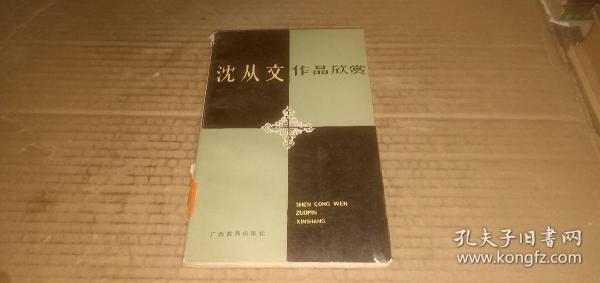 沈从文 作品欣赏
SHEN CONG WEN
ZUOPIN
XINSHANG
广西教育出版社
孔夫子旧书网
www.kongfz.com